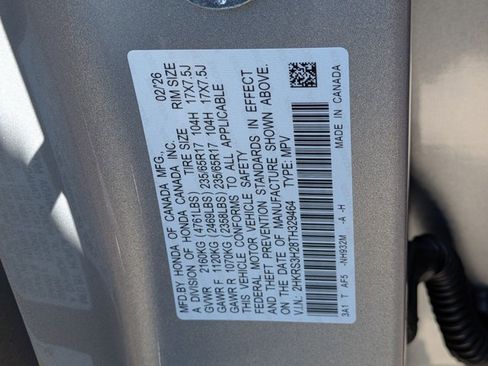 MFD.BY HONDA OF CANADA MFG., 02/26
A DIVISION OF HONDA CANADA INC.
TIRE SIZE RIM SIZE
GVWR 2160KG (4761LBS)
GAWR F 1120KG (2469LBS) 235/65R17 104H 17X7.5J
GAWR R 1070KG (2358LBS) 235/65R17 104H 17X7.5J
THIS VEHICLE CONFORMS TO ALL APPLICABLE
FEDERAL MOTOR VEHICLE SAFETY STANDARDS IN EFFECT
ON THE DATE OF MANUFACTURE SHOWN ABOVE.
V.I.N: 2HKRS3H28TH329464 TYPE: MPV
3A1 T AF5 -NH932M -A -H MADE IN CANADA